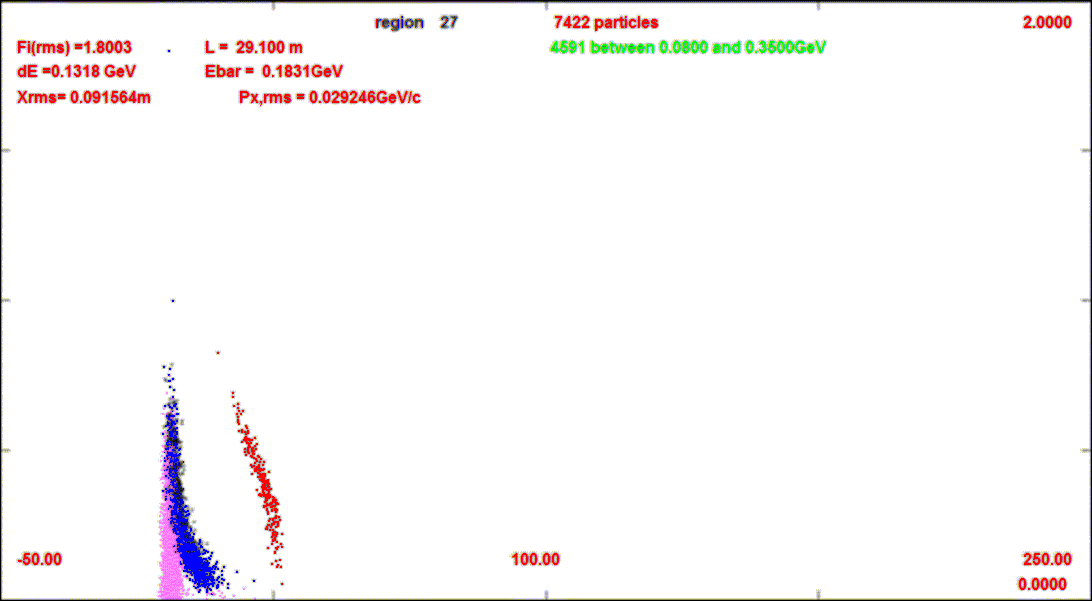 region 27 7422 particles 2.0000
Fi(rms) =1.8003 L = 29.100 m 4591 between 0.0800 and 0.3500GeV
dE =0.1318 GeV Ebar = 0.1831GeV
Xrms= 0.091564m Px,rms = 0.029246GeV/c
-50.00 100.00 250.00
0.0000